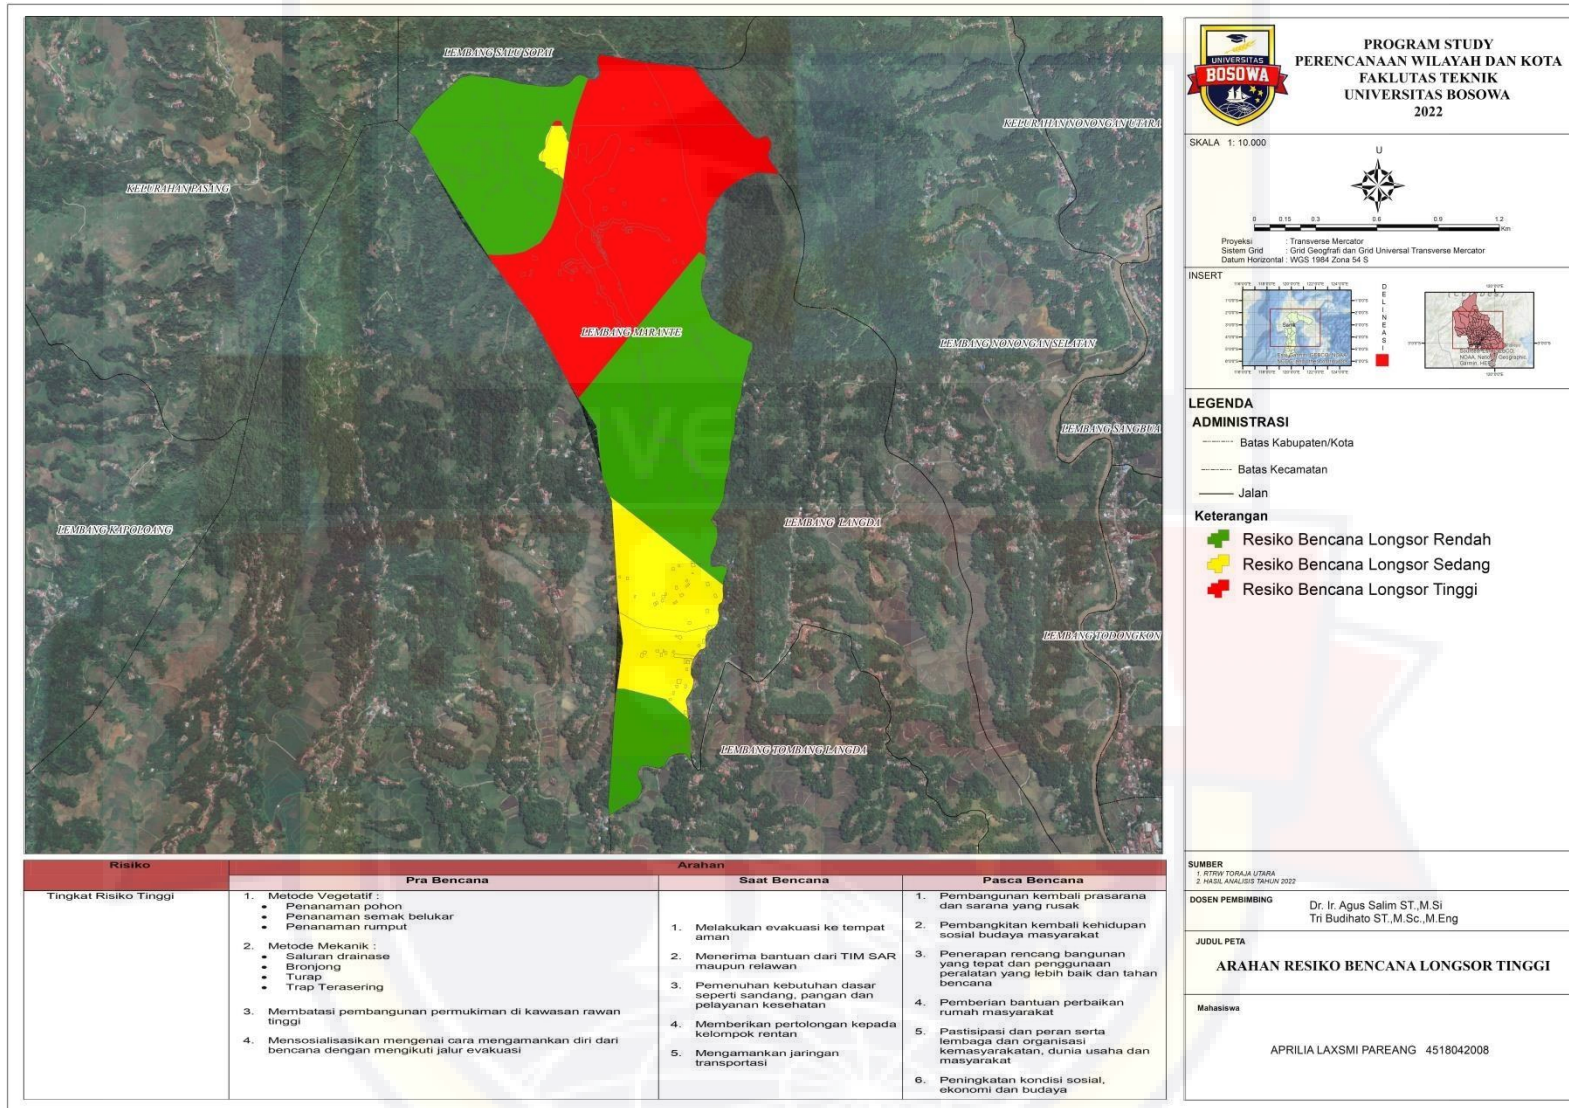 LEMBANG SALU SOPAI
KELURAHAN NONONGAN UTARA
KELURAHAN PASANG
LEMBANG MARANTE
LEMBANG NONONGAN SELATAN
LEMBANG SANGBUA
LEMBANG KAPOLOANG
LEMBANG LANGDA
LEMBANG TODONGKON
LEMBANG TOMBANG LANGDA
UNIVERSITAS
BOSOWA
PROGRAM STUDY
PERENCANAAN WILAYAH DAN KOTA
FAKLUTAS TEKNIK
UNIVERSITAS BOSOWA
2022
SKALA 1: 10.000
U
0 0.15 0.3 0.6 0.9 1.2
Km
Proyeksi : Transverse Mercator
Sistem Grid : Grid Geogfrafi dan Grid Universal Transverse Mercator
Datum Horizontal : WGS 1984 Zona 54 S
INSERT
DELINEASI
LEGENDA
ADMINISTRASI
Batas Kabupaten/Kota
Batas Kecamatan
Jalan
Keterangan
Resiko Bencana Longsor Rendah
Resiko Bencana Longsor Sedang
Resiko Bencana Longsor Tinggi
SUMBER
1. RTRW TORAJA UTARA
2. HASIL ANALISIS TAHUN 2022
DOSEN PEMBIMBING
Dr. Ir. Agus Salim ST.,M.Si
Tri Budihato ST.,M.Sc.,M.Eng
JUDUL PETA
ARAHAN RESIKO BENCANA LONGSOR TINGGI
Mahasiswa
APRILIA LAXSMI PAREANG 4518042008
Risiko
Arahan
Pra Bencana
Saat Bencana
Pasca Bencana
Tingkat Risiko Tinggi
1. Metode Vegetatif :
• Penanaman pohon
• Penanaman semak belukar
• Penanaman rumput
2. Metode Mekanik :
• Saluran drainase
• Bronjong
• Turap
• Trap Terasering
3. Membatasi pembangunan permukiman di kawasan rawan
tinggi
4. Mensosialisasikan mengenai cara mengamankan diri dari
bencana dengan mengikuti jalur evakuasi
1. Melakukan evakuasi ke tempat
aman
2. Menerima bantuan dari TIM SAR
maupun relawan
3. Pemenuhan kebutuhan dasar
seperti sandang, pangan dan
pelayanan kesehatan
4. Memberikan pertolongan kepada
kelompok rentan
5. Mengamankan jaringan
transportasi
1. Pembangunan kembali prasarana
dan sarana yang rusak
2. Pembangkitan kembali kehidupan
sosial budaya masyarakat
3. Penerapan rencang bangunan
yang tepat dan penggunaan
peralatan yang lebih baik dan tahan
bencana
4. Pemberian bantuan perbaikan
rumah masyarakat
5. Pastisipasi dan peran serta
lembaga dan organisasi
kemasyarakatan, dunia usaha dan
masyarakat
6. Peningkatan kondisi sosial,
ekonomi dan budaya